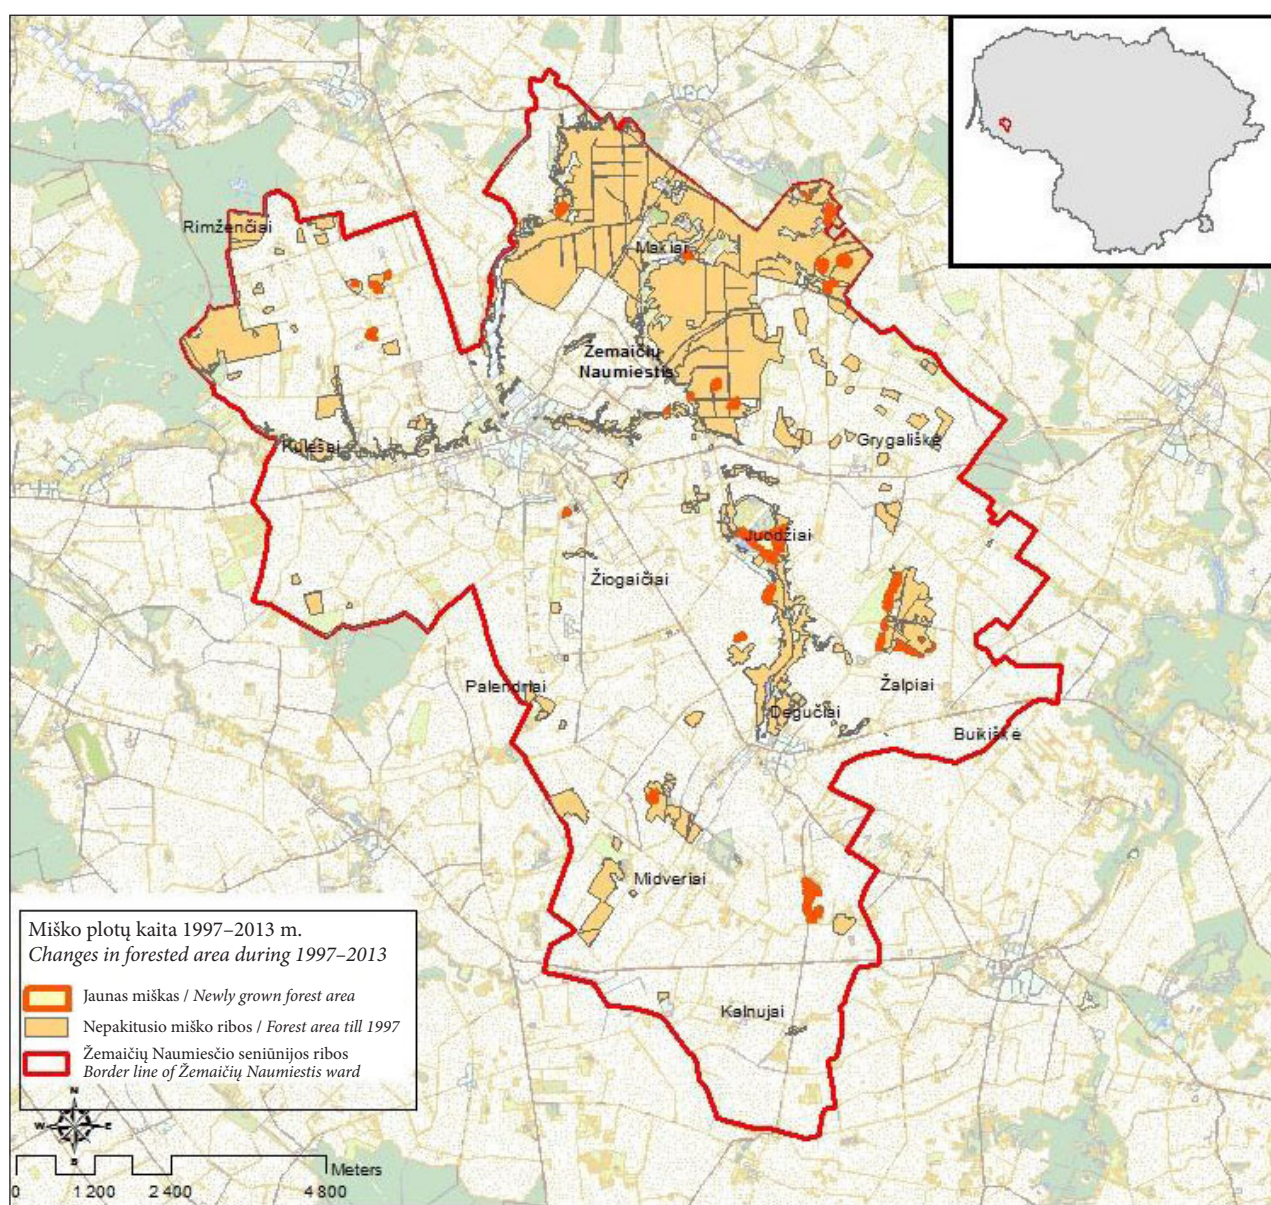 Rimženčiai
Makiai
Žemaičių
Naumiestis
Kulešai
Grygališkė
Juodžiai
Žiogaičiai
Palendriai
Žalpiai
Degučiai
Buikiškė
Midveriai
Kalnujai
Miško plotų kaita 1997–2013 m.
Changes in forested area during 1997–2013
Jaunas miškas / Newly grown forest area
Nepakitusio miško ribos / Forest area till 1997
Žemaičių Naumiesčio seniūnijos ribos
Border line of Žemaičių Naumiestis ward
N
W E
S
Meters
0 1 200 2 400 4 800